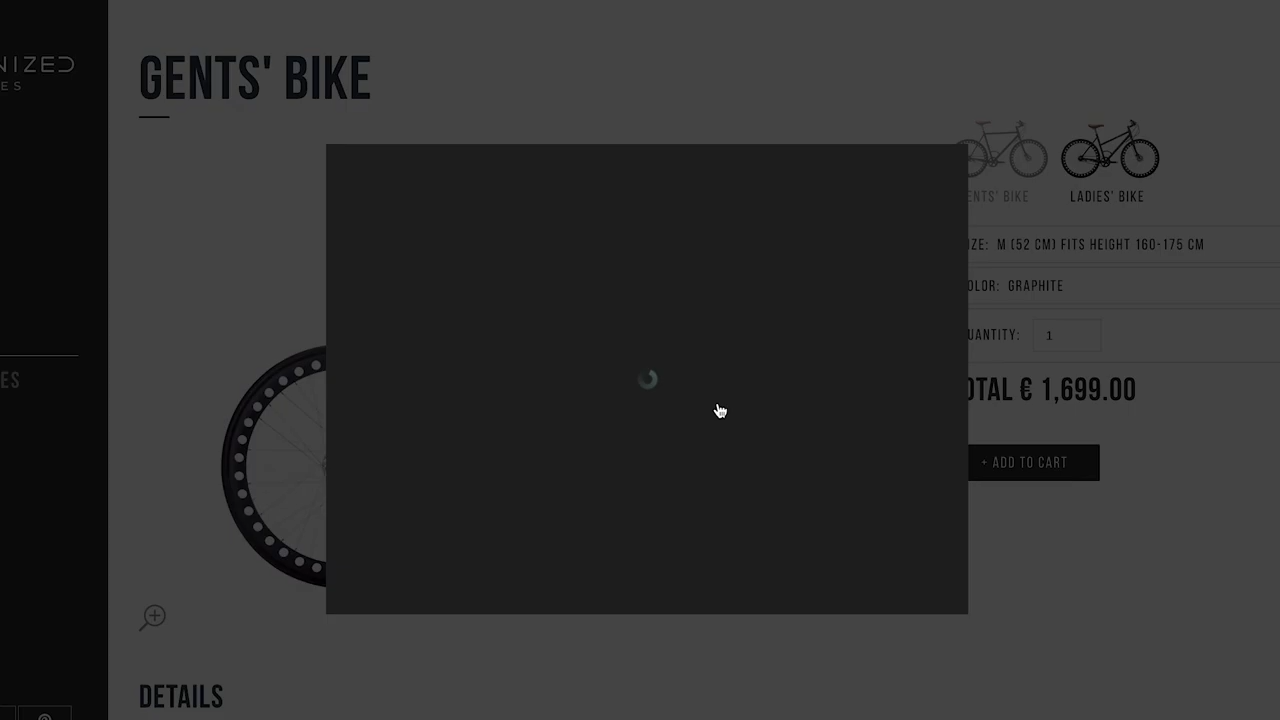 NIZED
ES
GENTS' BIKE
ENTS' BIKE
LADIES' BIKE
IZE: M (52 CM) FITS HEIGHT 160-175 CM
OLOR: GRAPHITE
UANTITY: 1
OTAL € 1,699.00
+ ADD TO CART
ES
DETAILS